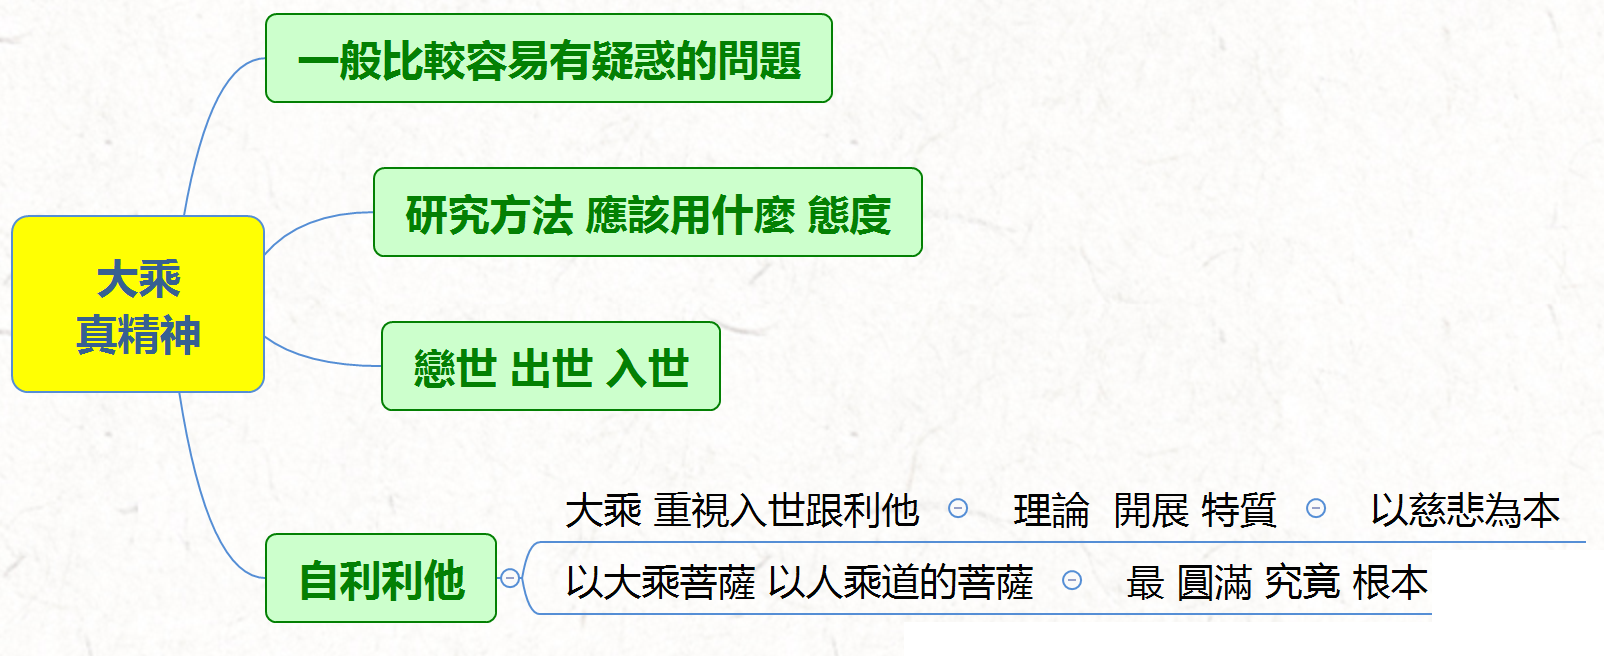 一般比較容易有疑惑的問題
研究方法 應該用什麼 態度
大乘
真精神
戀世 出世 入世
大乘 重視入世跟利他 理論 開展 特質 以慈悲為本
自利利他
以大乘菩薩 以人乘道的菩薩 最 圓滿 究竟 根本